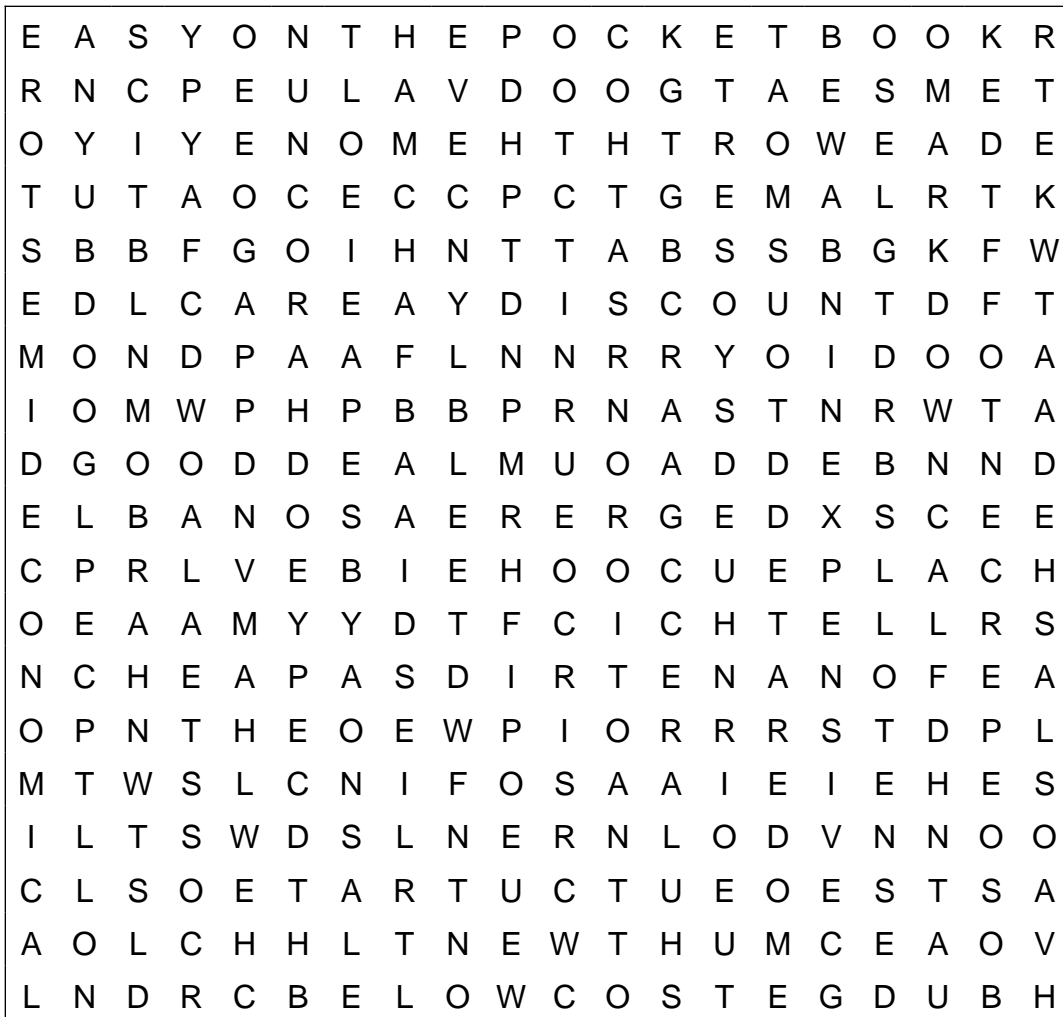 E A S Y O N T H E P O C K E T B O O K R
R N C P E U L A V D O O G T A E S M E T
O Y I Y E N O M E H T H T R O W E A D E
T U T A O C E C C P C T G E M A L R T K
S B B F G O I H N T T A B S S B G K F W
E D L C A R E A Y D I S C O U N T D F T
M O N D P A A F L N N R R Y O I D O O A
I O M W P H P B B P R N A S T N R W T A
D G O O D D E A L M U O A D D E B N N D
E L B A N O S A E R E R G E D X S C E E
C P R L V E B I E H O O C U E P L A C H
O E A A M Y Y D T F C I C H T E L L R S
N C H E A P A S D I R T E N A N O F E A
O P N T H E O E W P I O R R R S T D P L
M T W S L C N I F O S A A I E I E H E S
I L T S W D S L N E R N L O D V N N O O
C L S O E T A R T U C T U E O E S T S A
A O L C H H L T N E W T H U M C E A O V
L N D R C B E L O W C O S T E G D U B H